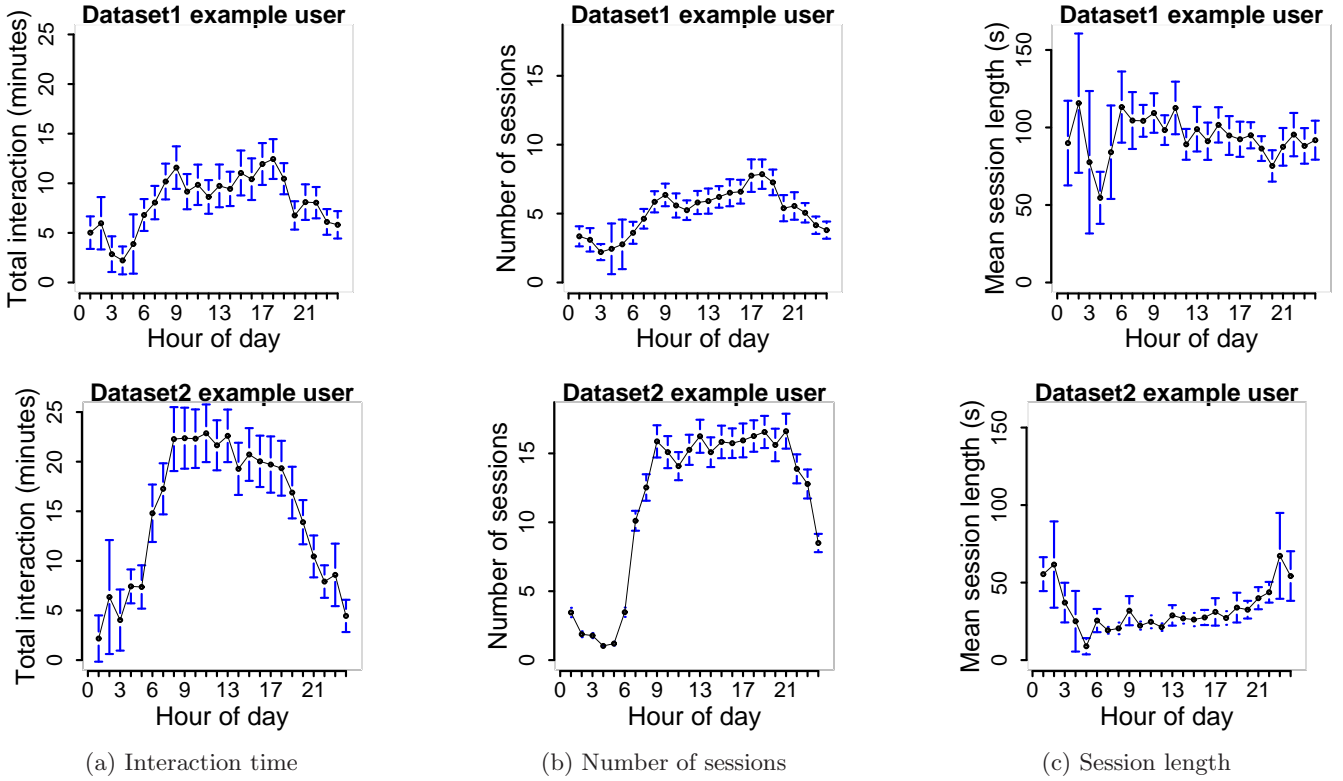 Dataset1 example user
Total interaction (minutes)
0 5 10 15 20 25
0 3 6 9 13 17 21
Hour of day
Dataset1 example user
Number of sessions
0 5 10 15
0 3 6 9 13 17 21
Hour of day
Dataset1 example user
Mean session length (s)
0 50 100 150
0 3 6 9 13 17 21
Hour of day
Dataset2 example user
Total interaction (minutes)
0 5 10 15 20 25
0 3 6 9 13 17 21
Hour of day
Dataset2 example user
Number of sessions
0 5 10 15
0 3 6 9 13 17 21
Hour of day
Dataset2 example user
Mean session length (s)
0 50 100 150
0 3 6 9 13 17 21
Hour of day
(a) Interaction time
(b) Number of sessions
(c) Session length